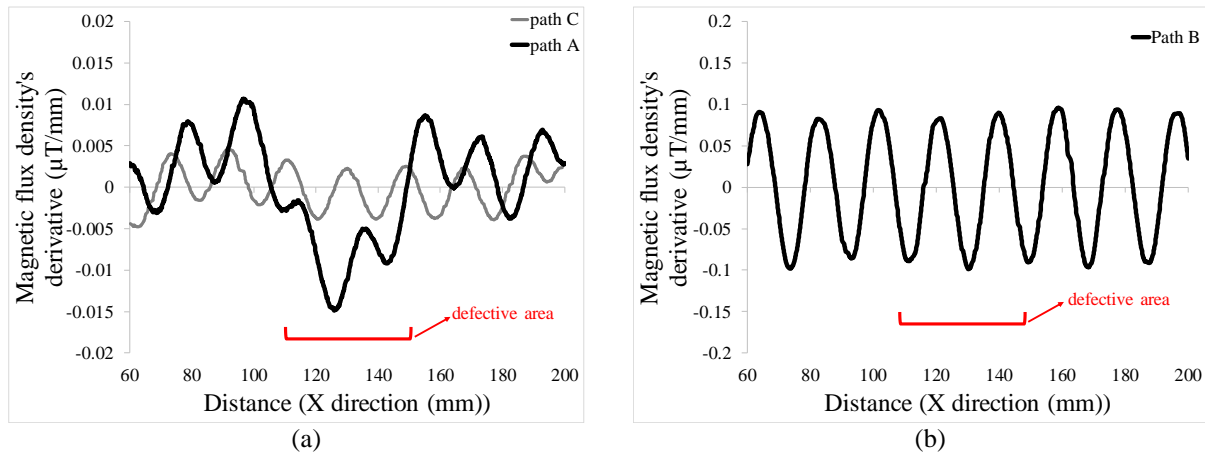 path C
path A
0.02
0.015
0.01
0.005
0
-0.005
-0.01
-0.015
-0.02
60 80 100 120 140 160 180 200
Magnetic flux density's
derivative (µT/mm)
Distance (X direction (mm))
defective area
(a)
Path B
0.2
0.15
0.1
0.05
0
-0.05
-0.1
-0.15
-0.2
60 80 100 120 140 160 180 200
Magnetic flux density's
derivative (µT/mm)
Distance (X direction (mm))
defective area
(b)